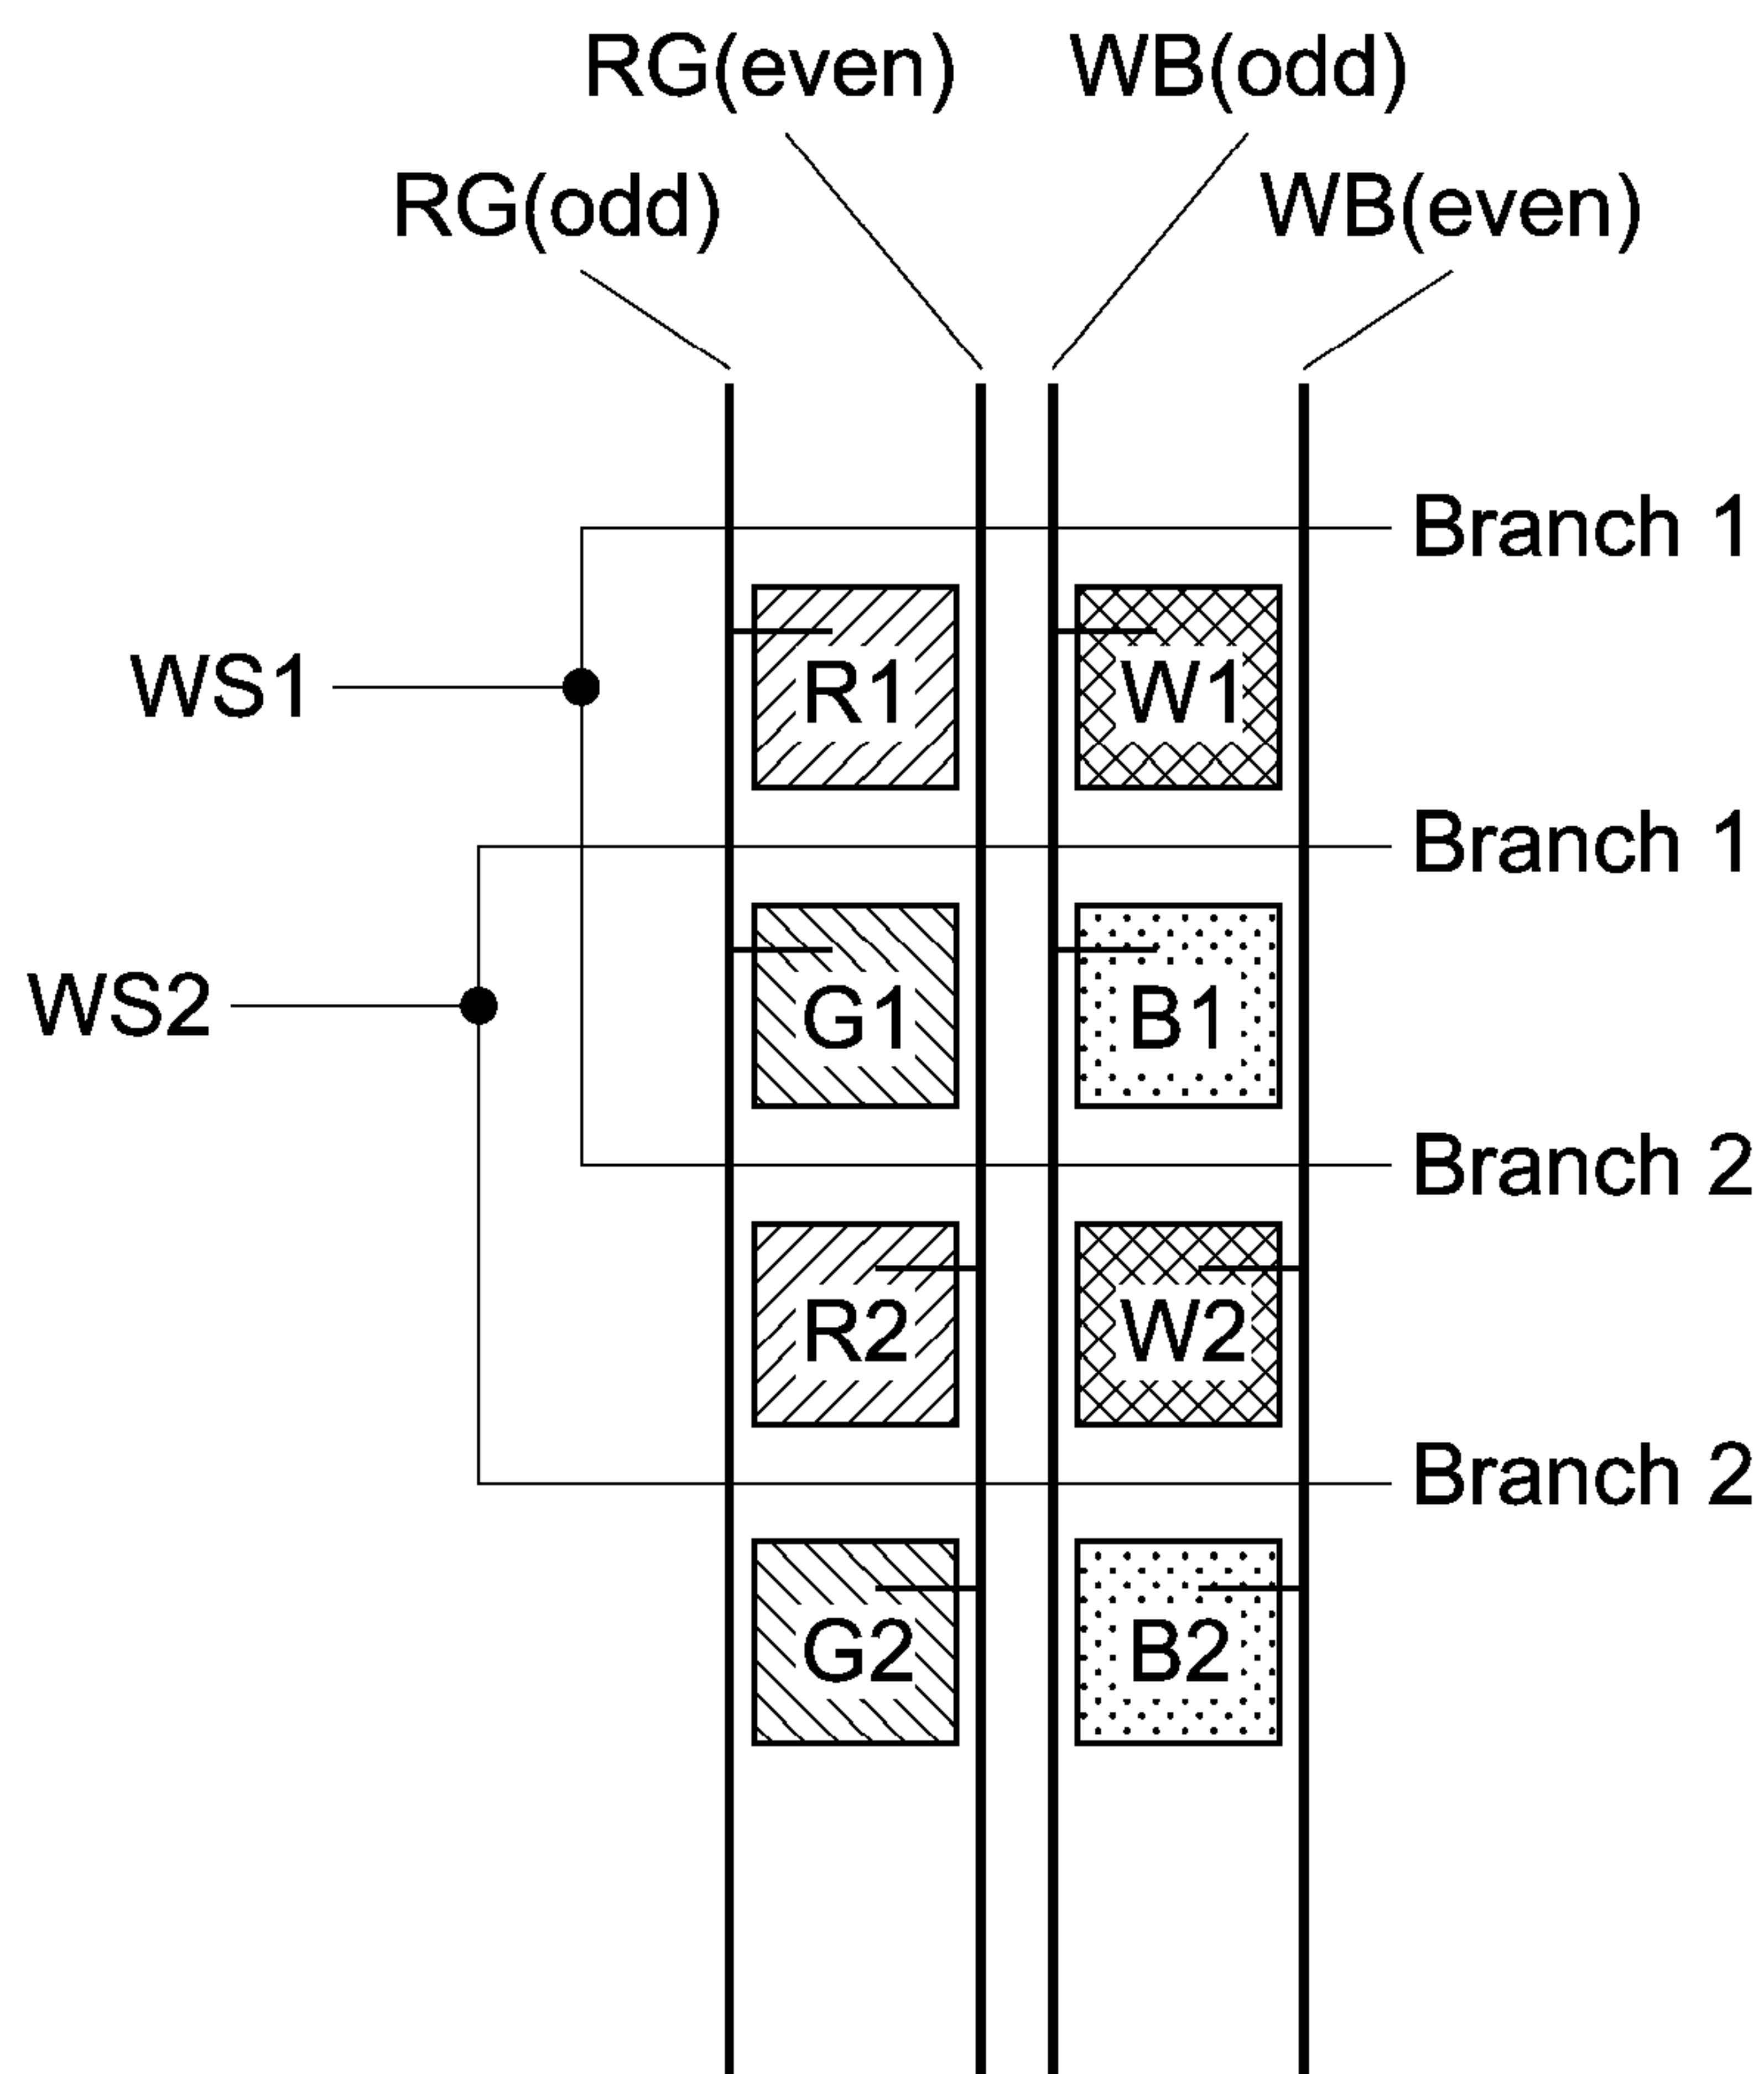 RG(even) WB(odd)
RG(odd) WB(even)
Branch 1
WS1 R1 W1
Branch 1
WS2 G1 B1
Branch 2
R2 W2
Branch 2
G2 B2